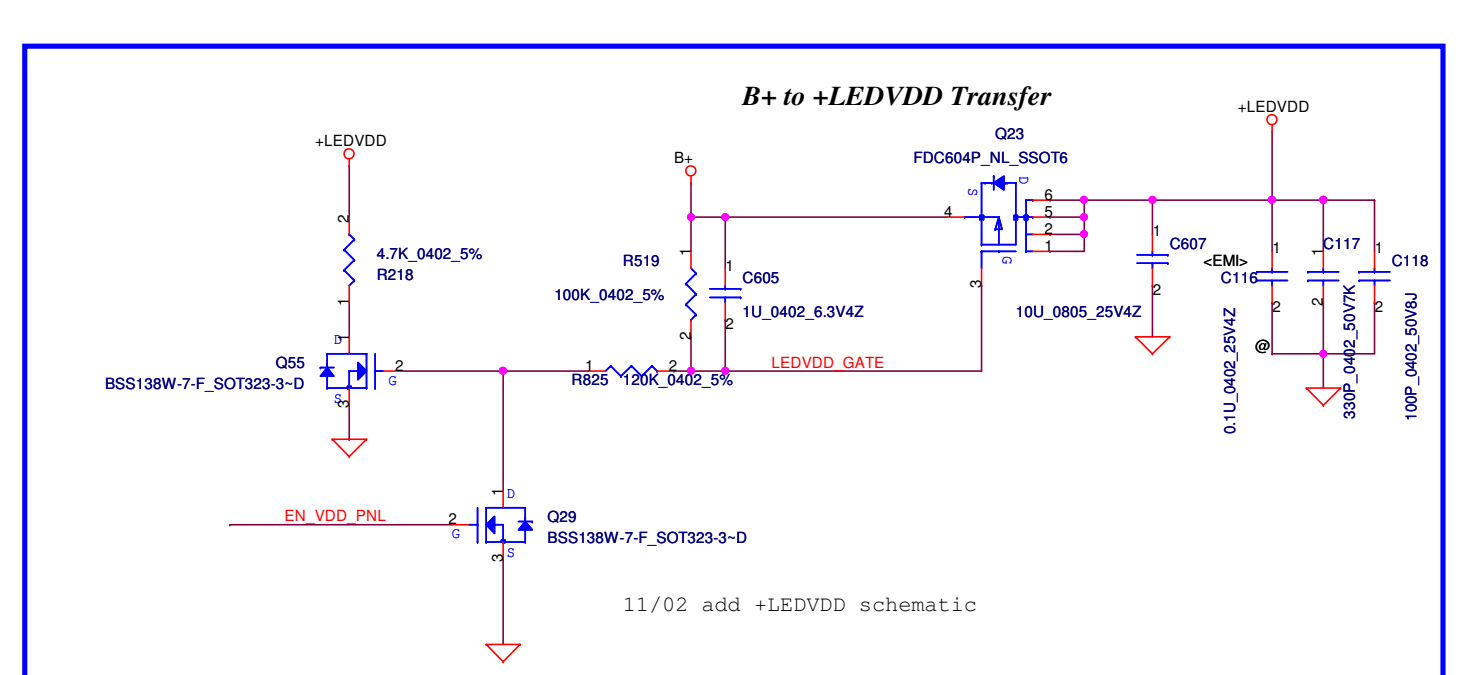 B+ to +LEDVDD Transfer
+LEDVDD
+LEDVDD
Q23
FDC604P_NL_SSOT6
B+
D
S
6
4
5
2
2
1
1
1
G
4.7K_0402_5%
R218
R519
100K_0402_5%
1
C605
1U_0402_6.3V4Z
2
2
3
C607
10U_0805_25V4Z
2
<EMI>
1
C116
2
0.1U_0402_25V4Z
@
1
C117
2
330P_0402_50V7K
1
C118
2
100P_0402_50V8J
1
1
D
Q55
BSS138W-7-F_SOT323-3~D
2
G
S
3
1
2
R825
120K_0402_5%
LEDVDD_GATE
1
D
EN_VDD_PNL
2
G
Q29
BSS138W-7-F_SOT323-3~D
3
S
11/02 add +LEDVDD schematic